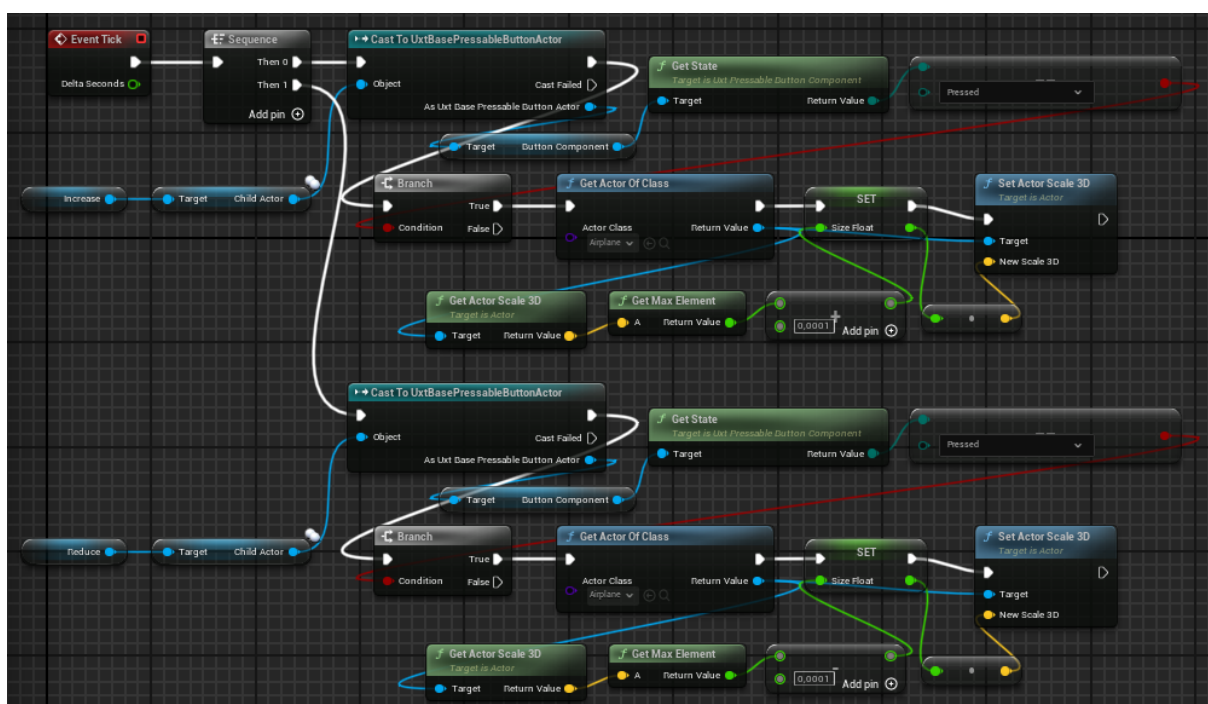 Event Tick
Delta Seconds
Sequence
Then 0
Then 1
Add pin
Cast To UxtBasePressableButtonActor
Object
Cast Failed
As Uxt Base Pressable Button Actor
Get State
Target is Uxt Pressable Button Component
Target
Return Value
==
Pressed
Target
Button Component
Increase
Target
Child Actor
Branch
True
Condition
False
Get Actor Of Class
Actor Class
Return Value
Airplane
SET
Size Float
Set Actor Scale 3D
Target is Actor
Target
New Scale 3D
Get Actor Scale 3D
Target is Actor
Target
Return Value
Get Max Element
A
Return Value
+
0,0001
Add pin
Cast To UxtBasePressableButtonActor
Object
Cast Failed
As Uxt Base Pressable Button Actor
Get State
Target is Uxt Pressable Button Component
Target
Return Value
==
Pressed
Target
Button Component
Reduce
Target
Child Actor
Branch
True
Condition
False
Get Actor Of Class
Actor Class
Return Value
Airplane
SET
Size Float
Set Actor Scale 3D
Target is Actor
Target
New Scale 3D
Get Actor Scale 3D
Target is Actor
Target
Return Value
Get Max Element
A
Return Value
-
0,0001
Add pin